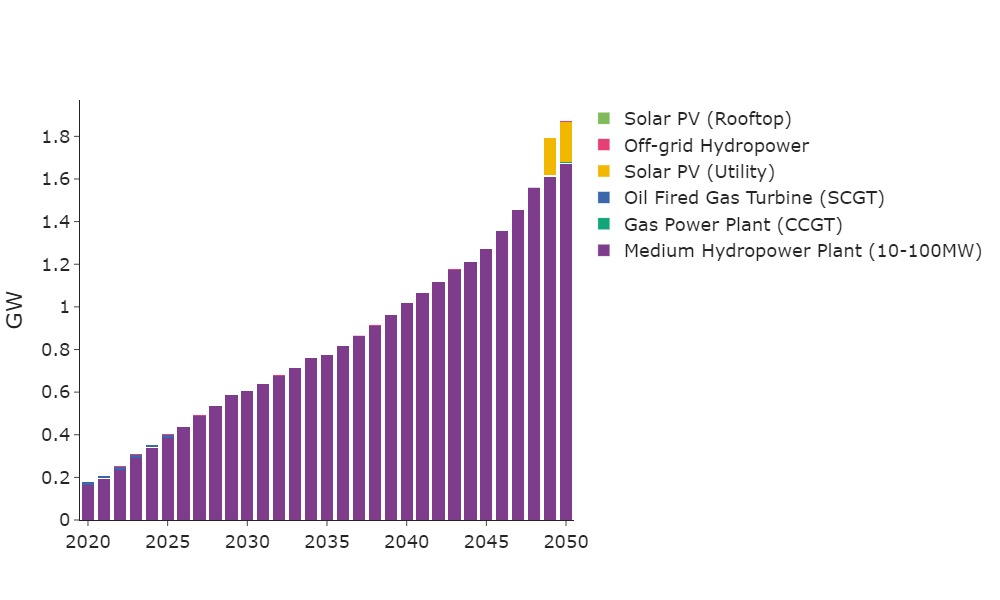 Solar PV (Rooftop)
Off-grid Hydropower
Solar PV (Utility)
Oil Fired Gas Turbine (SCGT)
Gas Power Plant (CCGT)
Medium Hydropower Plant (10-100MW)
GW
1.8
1.6
1.4
1.2
1
0.8
0.6
0.4
0.2
0
2020 2025 2030 2035 2040 2045 2050